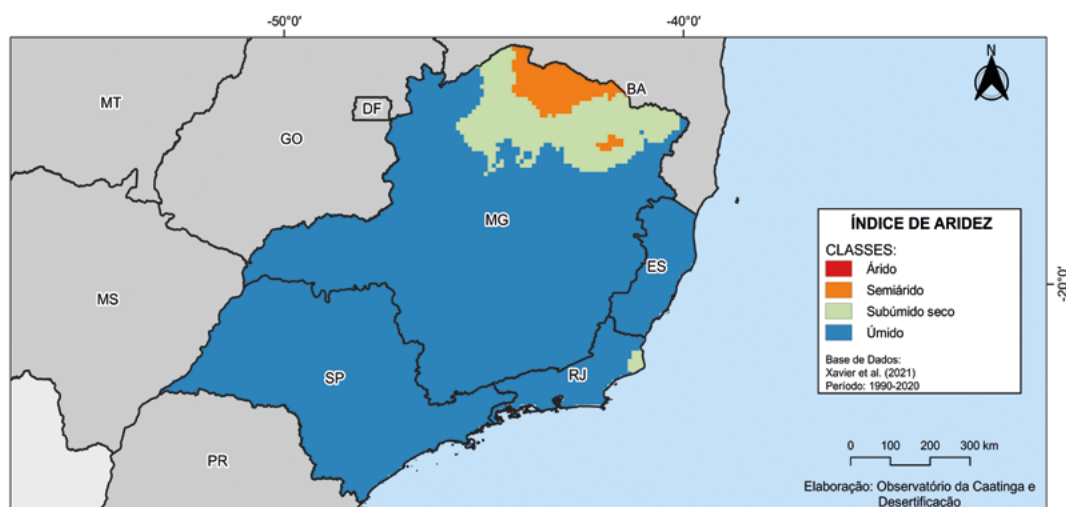 -50°0'
-40°0'
N
MT
DF
BA
GO
MG
ES
MS
-20°0'
SP
RJ
PR
ÍNDICE DE ARIDEZ
CLASSES:
Árido
Semiárido
Subúmido seco
Úmido
Base de Dados:
Xavier et al. (2021)
Período: 1990-2020
0 100 200 300 km
Elaboração: Observatório da Caatinga e
Desertificação